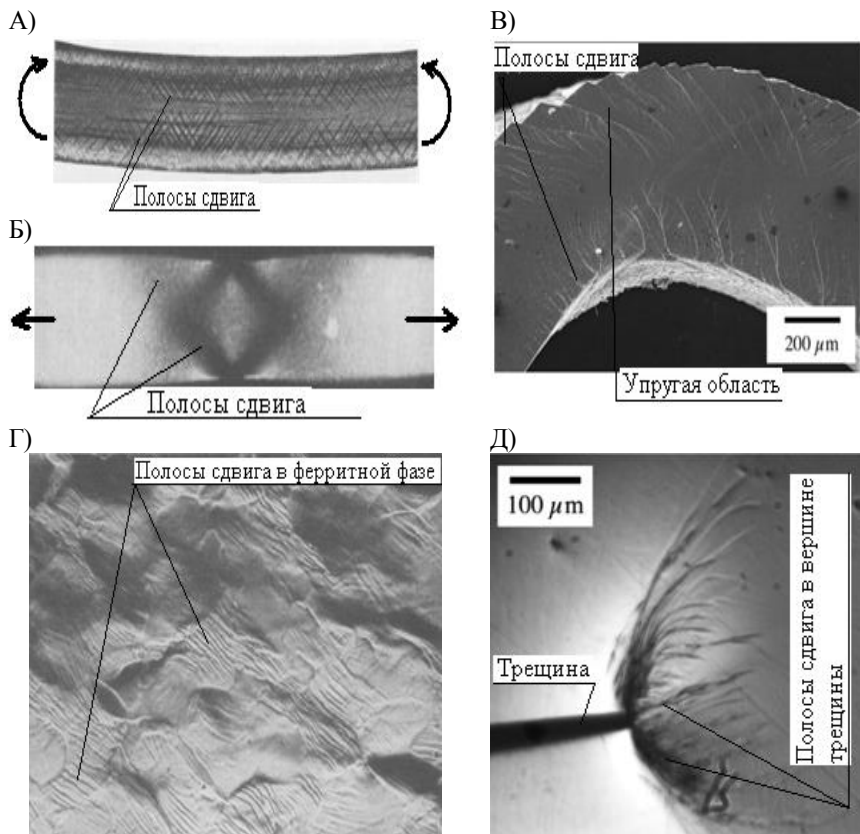 А)
Полосы сдвига
Б)
Полосы сдвига
В)
Полосы сдвига
200 μm
Упругая область
Г)
Полосы сдвига в ферритной фазе
Д)
100 μm
Трещина
Полосы сдвига в вершине
трещины